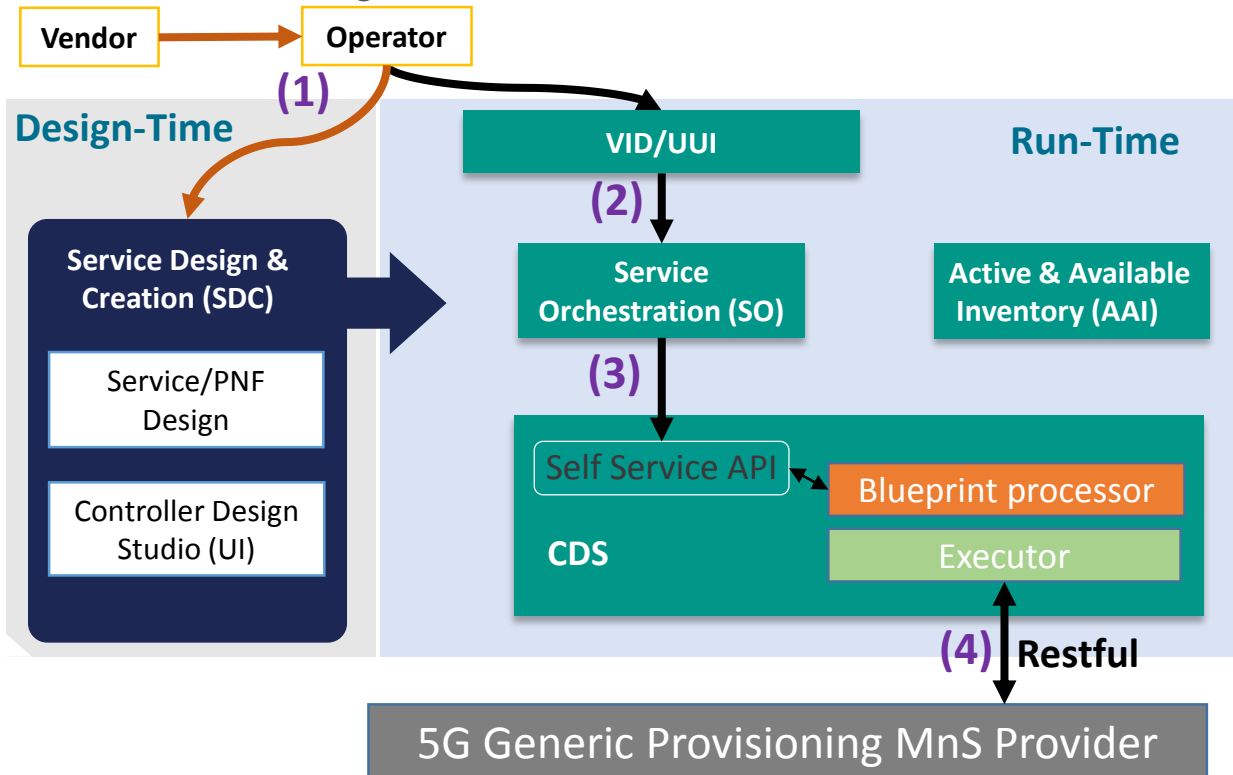 Vendor
Operator
(1)
Design-Time
Run-Time
VID/UUI
(2)
Service Design &
Creation (SDC)
Service
Orchestration (SO)
Active & Available
Inventory (AAI)
Service/PNF
Design
(3)
Self Service API
Blueprint processor
Controller Design
Studio (UI)
CDS
Executor
(4)
Restful
5G Generic Provisioning MnS Provider